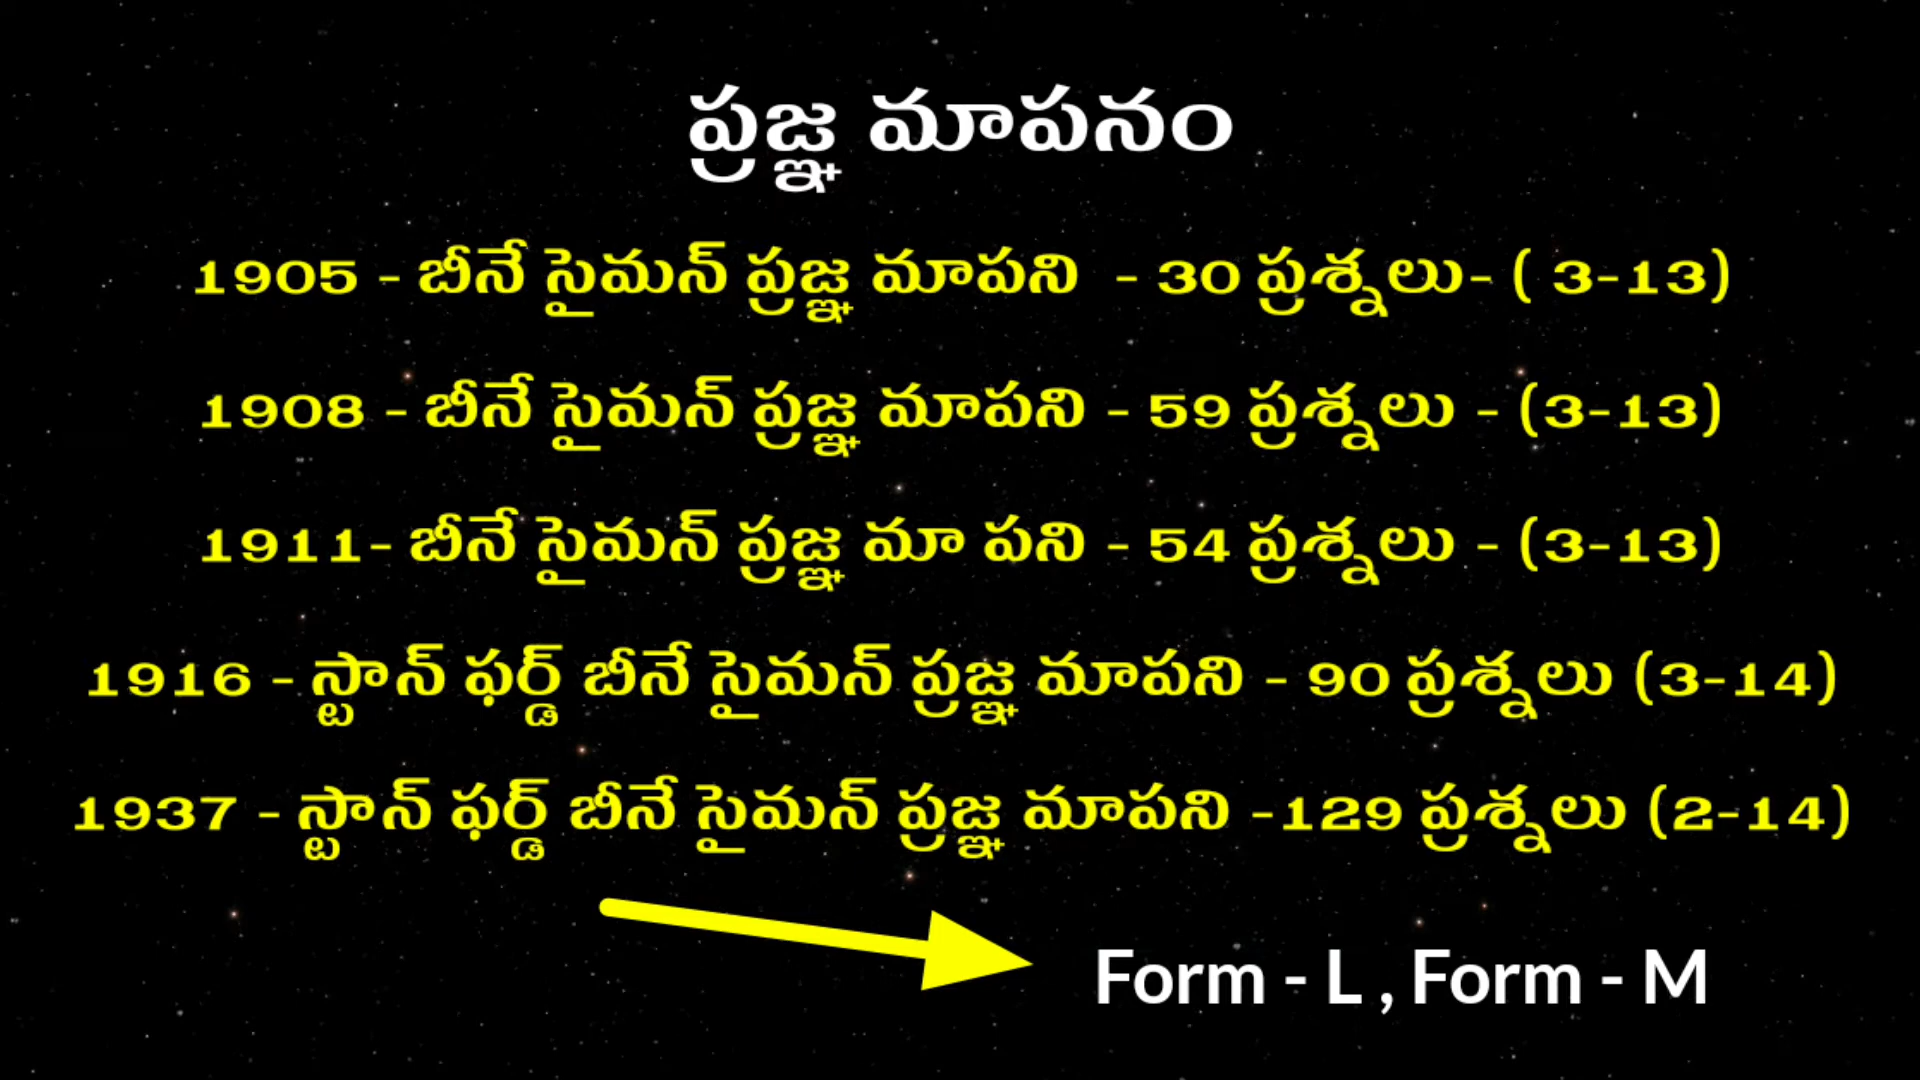 ప్రజ్ఞ మాపనం
1905 - బీనే సైమన్ ప్రజ్ఞ మాపని - 30 ప్రశ్నలు- ( 3-13)
1908 - బీనే సైమన్ ప్రజ్ఞ మాపని - 59 ప్రశ్నలు - (3-13)
1911- బీనే సైమన్ ప్రజ్ఞ మా పని - 54 ప్రశ్నలు - (3-13)
1916 - స్టాన్ ఫర్డ్ బీనే సైమన్ ప్రజ్ఞ మాపని - 90 ప్రశ్నలు (3-14)
1937 - స్టాన్ ఫర్డ్ బీనే సైమన్ ప్రజ్ఞ మాపని -129 ప్రశ్నలు (2-14)
Form - L , Form - M